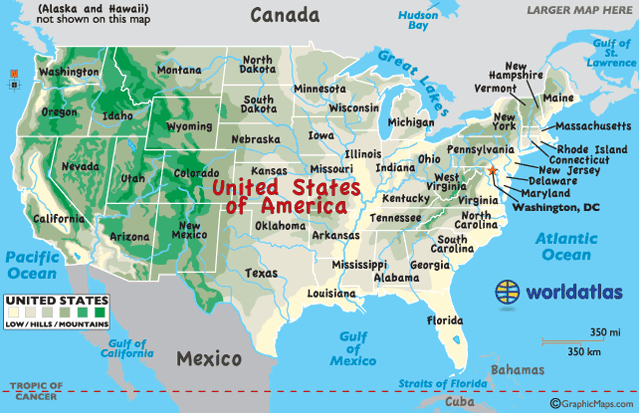 (Alaska and Hawaii)
not shown on this map
Canada
Hudson
Bay
LARGER MAP HERE
Gulf of
St. Lawrence
Washington
Montana
North
Dakota
Minnesota
Great Lakes
New
Hampshire
Vermont
Maine
Oregon
Idaho
Wyoming
South
Dakota
Wisconsin
Michigan
New
York
Massachusetts
Rhode Island
Connecticut
New Jersey
Delaware
Maryland
Washington, DC
Nevada
Utah
Colorado
Nebraska
Iowa
Illinois
Indiana
Ohio
Pennsylvania
Kansas
Missouri
West
Virginia
Virginia
Kentucky
United States
of America
California
Arizona
New
Mexico
Oklahoma
Arkansas
Tennessee
North
Carolina
South
Carolina
Texas
Mississippi
Alabama
Georgia
Louisiana
Florida
Pacific
Ocean
Atlantic
Ocean
UNITED STATES
LOW / HILLS / MOUNTAINS
worldatlas
350 mi
350 km
Gulf of
California
Mexico
Gulf
of
Mexico
Bahamas
Straits of Florida
Cuba
TROPIC OF
CANCER
©GraphicMaps.com